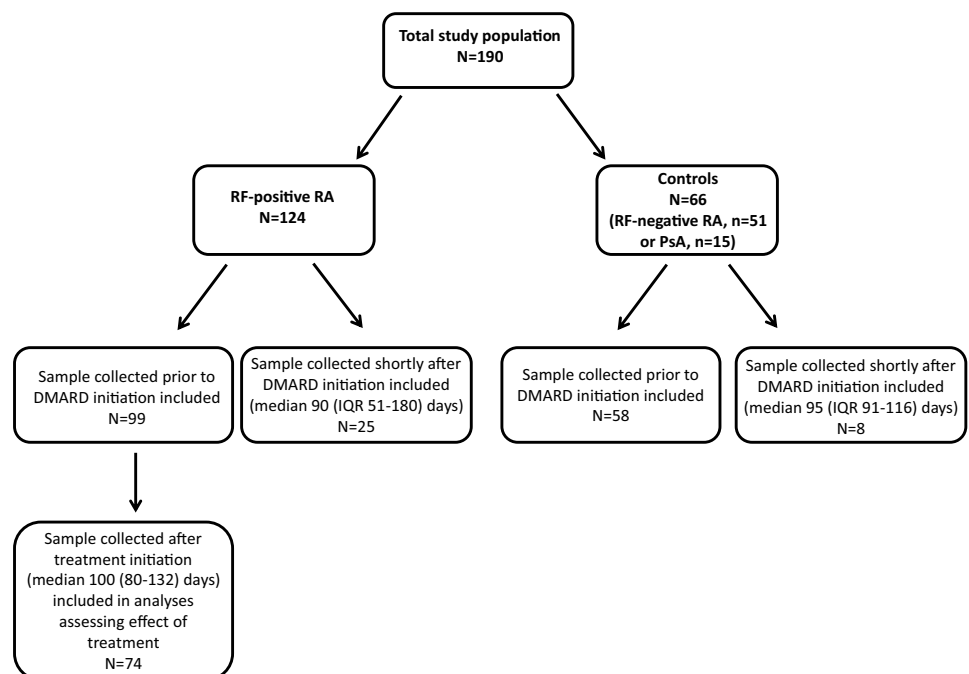 Total study population
N=190
RF-positive RA
N=124
Controls
N=66
(RF-negative RA, n=51
or PsA, n=15)
Sample collected prior to
DMARD initiation included
N=99
Sample collected shortly after
DMARD initiation included
(median 90 (IQR 51-180) days)
N=25
Sample collected prior to
DMARD initiation included
N=58
Sample collected shortly after
DMARD initiation included
(median 95 (IQR 91-116) days)
N=8
Sample collected after
treatment initiation
(median 100 (80-132) days)
included in analyses
assessing effect of
treatment
N=74